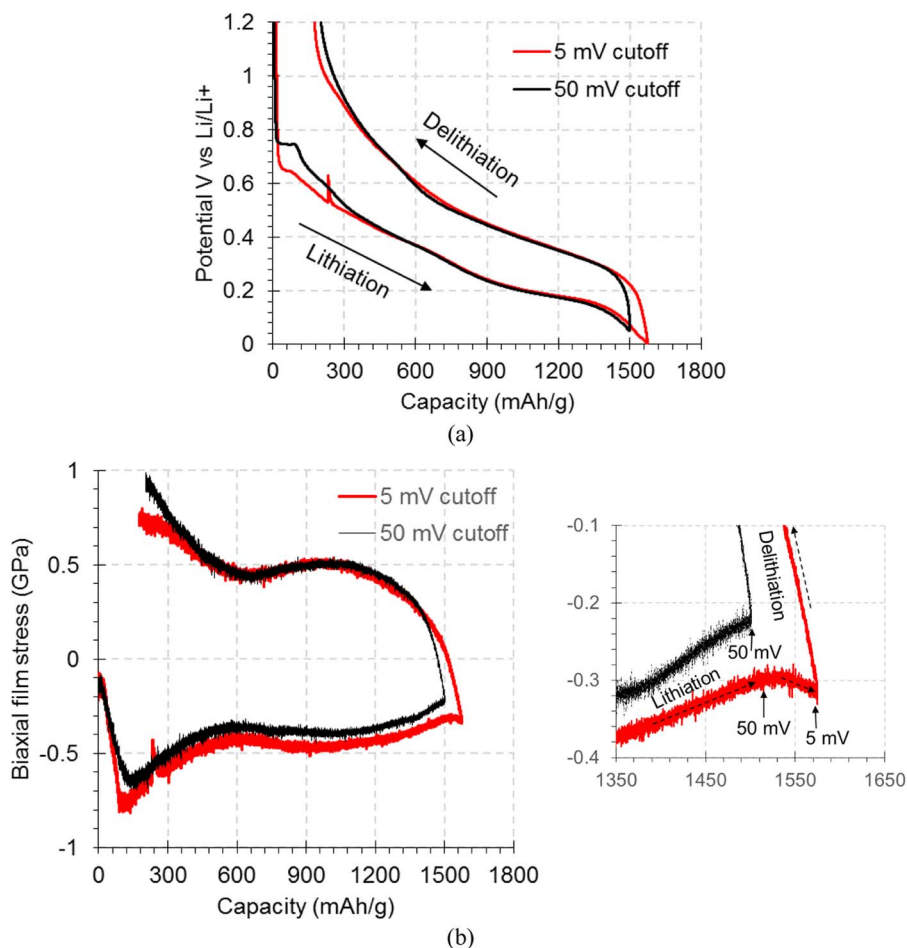 1.2
1
0.8
0.6
0.4
0.2
0
Potential V vs Li/Li+
5 mV cutoff
50 mV cutoff
Delithiation
Lithiation
0 300 600 900 1200 1500 1800
Capacity (mAh/g)
(a)
1
0.5
0
-0.5
-1
Biaxial film stress (GPa)
5 mV cutoff
50 mV cutoff
0 300 600 900 1200 1500 1800
Capacity (mAh/g)
-0.1
-0.2
-0.3
-0.4
Delithiation
50 mV
Lithiation
50 mV
5 mV
1350 1450 1550 1650
(b)